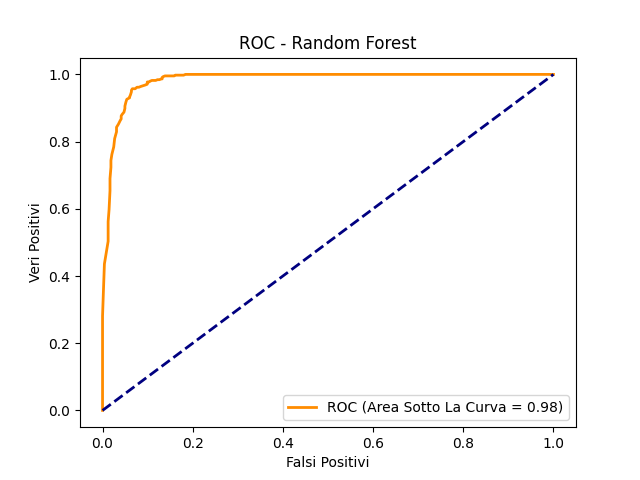 ROC - Random Forest
Veri Positivi
1.0
0.8
0.6
0.4
0.2
0.0
ROC (Area Sotto La Curva = 0.98)
0.0 0.2 0.4 0.6 0.8 1.0
Falsi Positivi